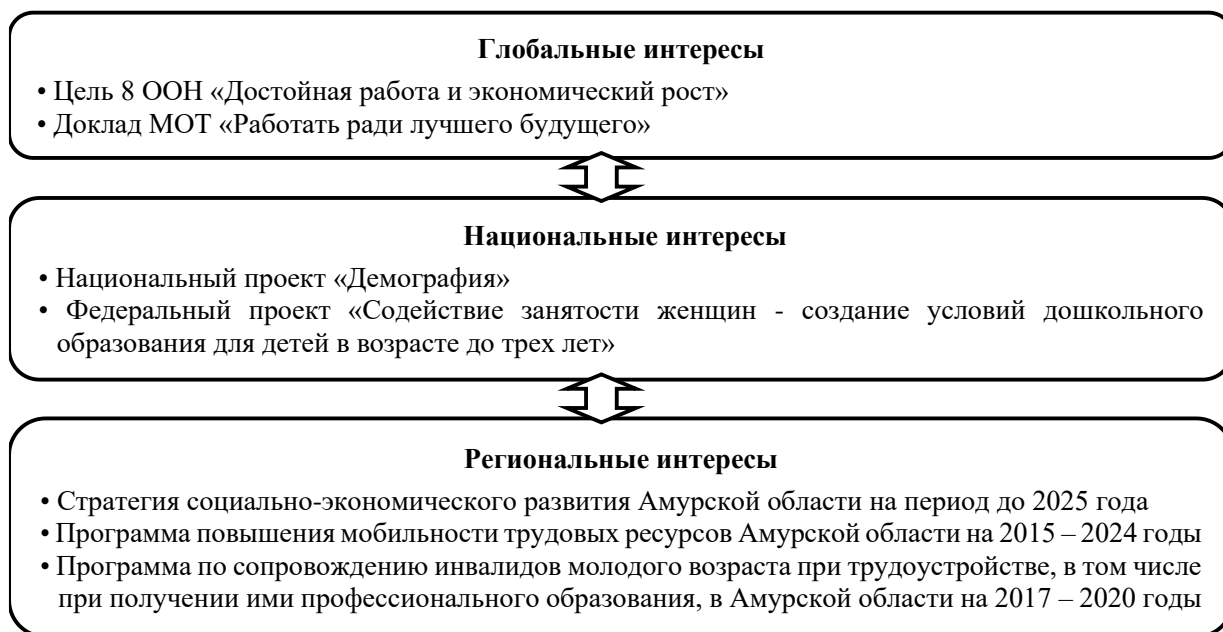 Глобальные интересы
• Цель 8 ООН «Достойная работа и экономический рост»
• Доклад МОТ «Работать ради лучшего будущего»
Национальные интересы
• Национальный проект «Демография»
• Федеральный проект «Содействие занятости женщин - создание условий дошкольного
образования для детей в возрасте до трех лет»
Региональные интересы
• Стратегия социально-экономического развития Амурской области на период до 2025 года
• Программа повышения мобильности трудовых ресурсов Амурской области на 2015 – 2024 годы
• Программа по сопровождению инвалидов молодого возраста при трудоустройстве, в том числе
при получении ими профессионального образования, в Амурской области на 2017 – 2020 годы